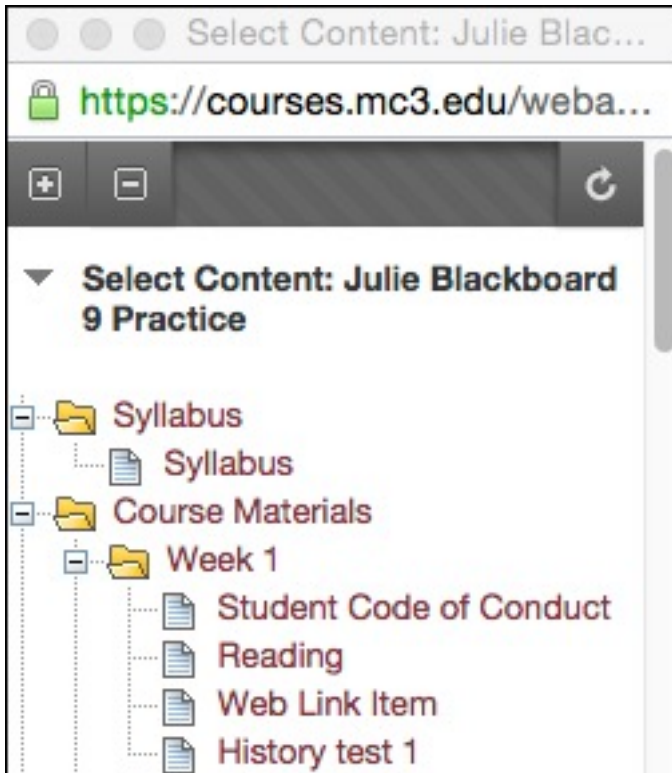 Select Content: Julie Blac...
https://courses.mc3.edu/weba...
Select Content: Julie Blackboard
9 Practice
Syllabus
Syllabus
Course Materials
Week 1
Student Code of Conduct
Reading
Web Link Item
History test 1